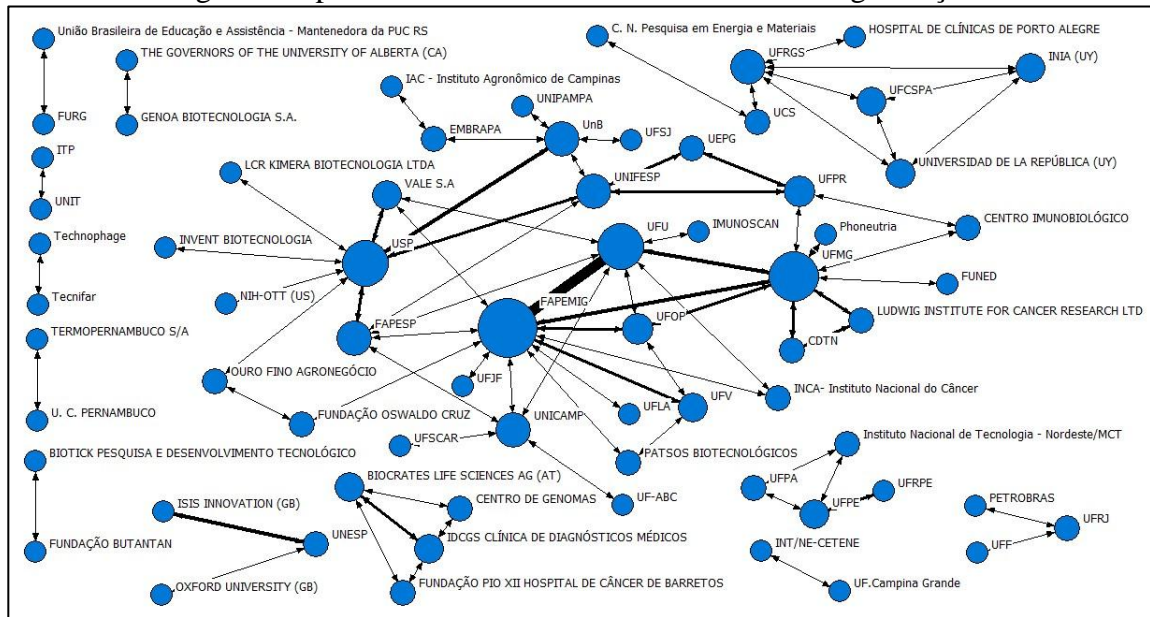 União Brasileira de Educação e Assistência - Mantenedora da PUC RS
THE GOVERNORS OF THE UNIVERSITY OF ALBERTA (CA)
FURG
GENOA BIOTECNOLOGIA S.A.
ITP
UNIT
Technophage
Tecnifar
TERMOPERNAMBUCO S/A
U. C. PERNAMBUCO
BIOTICK PESQUISA E DESENVOLVIMENTO TECNOLÓGICO
FUNDAÇÃO BUTANTAN
C. N. Pesquisa em Energia e Materiais
HOSPITAL DE CLÍNICAS DE PORTO ALEGRE
UFRGS
INIA (UY)
UFCSPA
UCS
UNIVERSIDAD DE LA REPÚBLICA (UY)
IAC - Instituto Agronômico de Campinas
UNIPAMPA
EMBRAPA
UnB
UFSJ
UEPG
LCR KIMERA BIOTECNOLOGIA LTDA
VALE S.A
UNIFESP
UFPR
CENTRO IMUNOBIOLÓGICO
INVENT BIOTECNOLOGIA
USP
UFU
IMUNOSCAN
Phoneutria
UFMG
NIH-OTT (US)
FAPEMIG
FUNED
FAPESP
UFOP
LUDWIG INSTITUTE FOR CANCER RESEARCH LTD
CDTN
OURO FINO AGRONEGÓCIO
UFJF
INCA- Instituto Nacional do Câncer
FUNDAÇÃO OSWALDO CRUZ
UFLA
UFV
UNICAMP
UFSCAR
PATSOS BIOTECNOLÓGICOS
Instituto Nacional de Tecnologia - Nordeste/MCT
BIOCRATES LIFE SCIENCES AG (AT)
CENTRO DE GENOMAS
UF-ABC
UFPA
UFRPE
UFPE
PETROBRAS
UFRJ
UFF
ISIS INNOVATION (GB)
UNESP
IDCGS CLÍNICA DE DIAGNÓSTICOS MÉDICOS
INT/NE-CETENE
OXFORD UNIVERSITY (GB)
FUNDAÇÃO PIO XII HOSPITAL DE CÂNCER DE BARRETOS
UF.Campina Grande